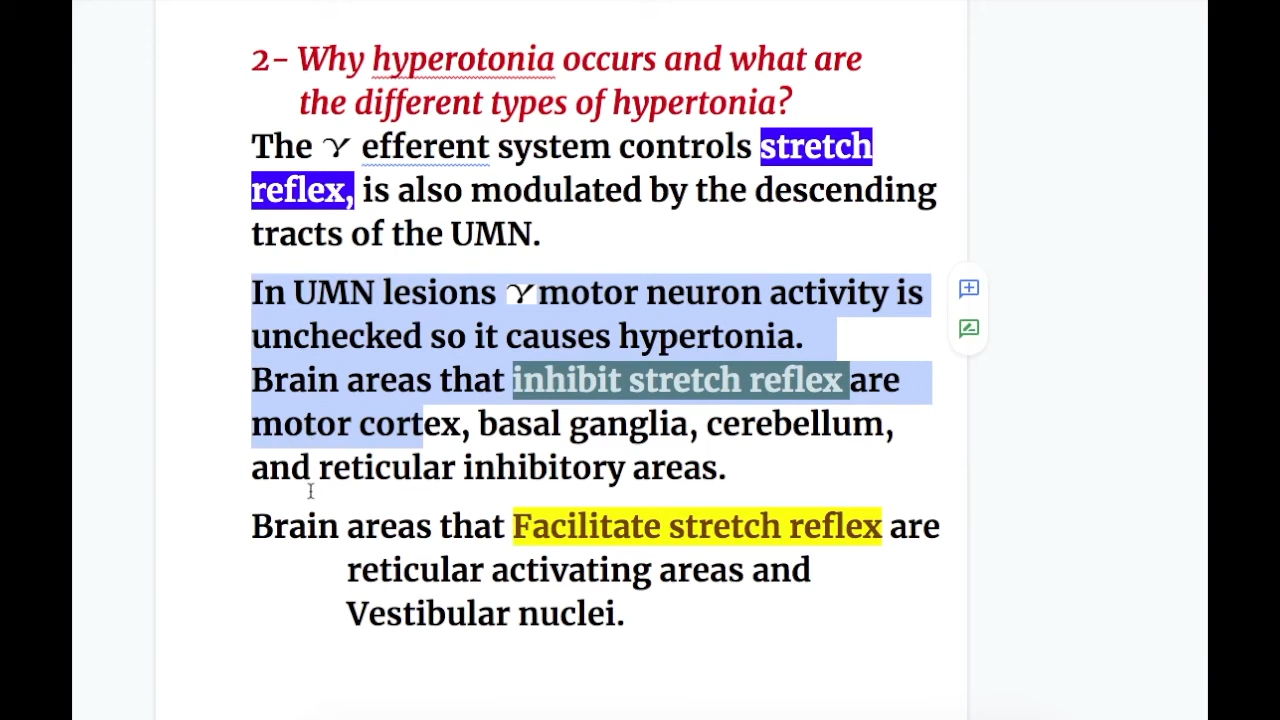 2- Why hyperotonia occurs and what are
the different types of hypertonia?
The γ efferent system controls stretch
reflex, is also modulated by the descending
tracts of the UMN.
In UMN lesions γ motor neuron activity is
unchecked so it causes hypertonia.
Brain areas that inhibit stretch reflex are
motor cortex, basal ganglia, cerebellum,
and reticular inhibitory areas.
Brain areas that Facilitate stretch reflex are
reticular activating areas and
Vestibular nuclei.